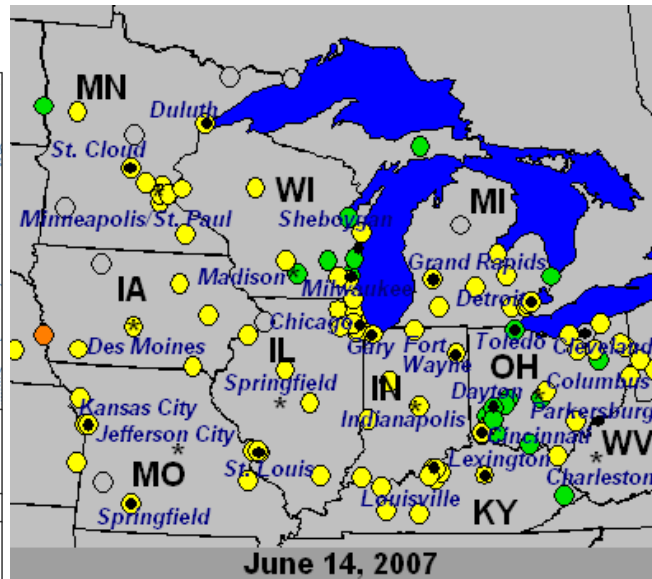 MN
Duluth
St. Cloud
WI
MI
Minneapolis/St. Paul
Sheboygan
Madison
Grand Rapids
IA
Milwaukee
Detroit
Chicago
Toledo
Des Moines
IL
Gary
Fort
Wayne
OH
Cleveland
Springfield
IN
Dayton
Columbus
Kansas City
Indianapolis
Parkersburg
Jefferson City
Cincinnati
WV
MO
St. Louis
Lexington
Charleston
Springfield
Louisville
KY
June 14, 2007